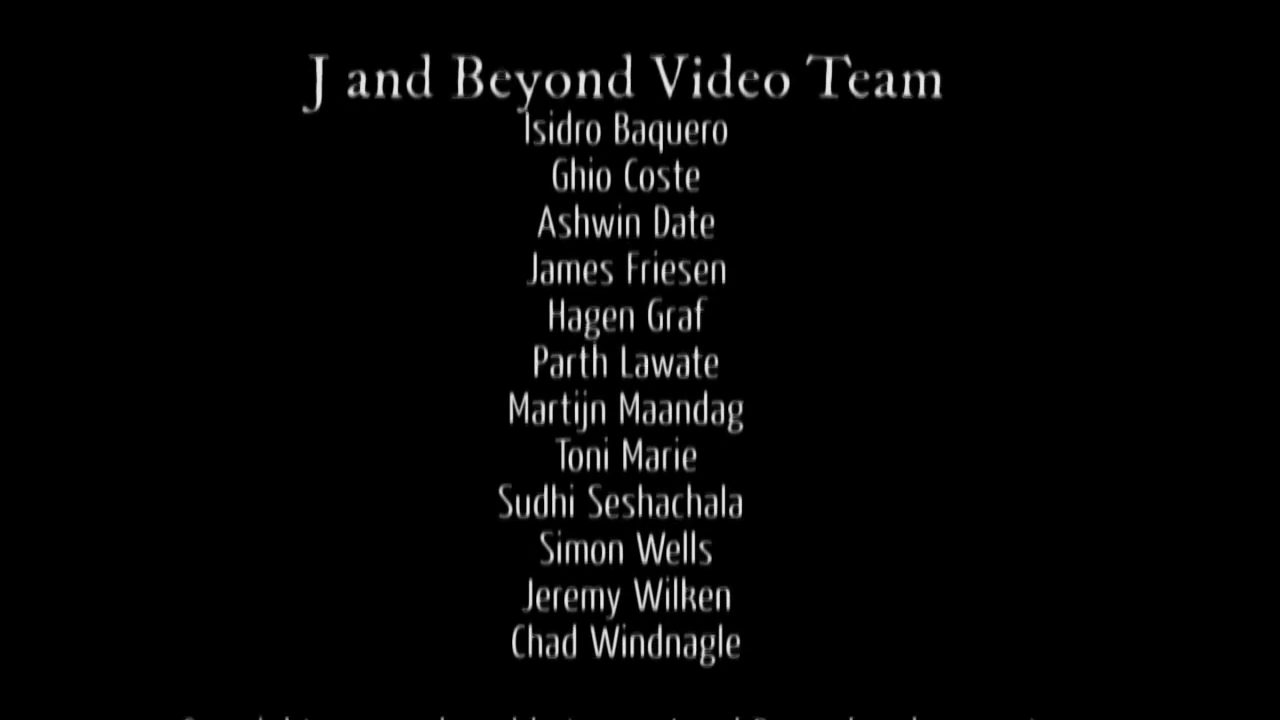 J and Beyond Video Team
Isidro Baquero
Ghio Coste
Ashwin Date
James Friesen
Hagen Graf
Parth Lawate
Martijn Maandag
Toni Marie
Sudhi Seshachala
Simon Wells
Jeremy Wilken
Chad Windnagle